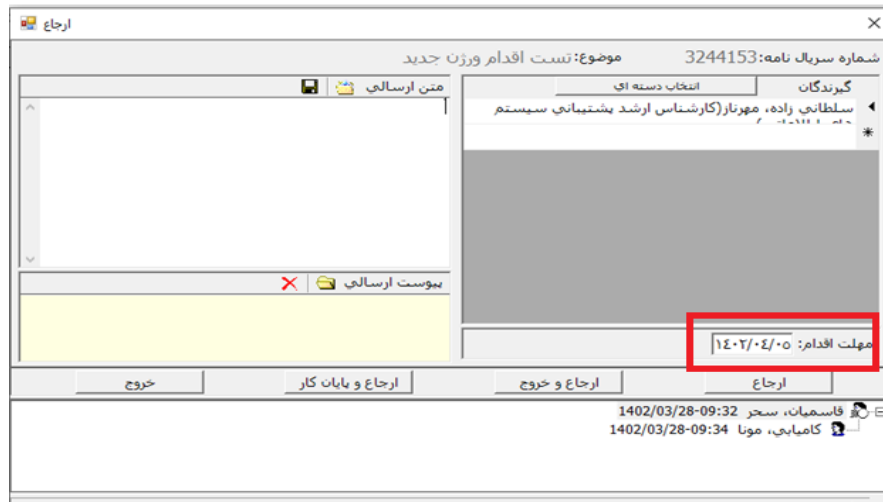 ارجاع
شماره سريال نامه:3244153 موضوع:تست اقدام ورژن جدید
گيرندگان انتخاب دسته اي
سلطاني زاده، مهرناز(كارشناس ارشد پشتيباني سيستم
متن ارسالي
پيوست ارسالي
مهلت اقدام: ١٤٠٢/٠٤/٠٥
ارجاع ارجاع و خروج ارجاع و پايان كار خروج
قاسميان، سحر 1402/03/28-09:32
كاميابي، مونا 1402/03/28-09:34